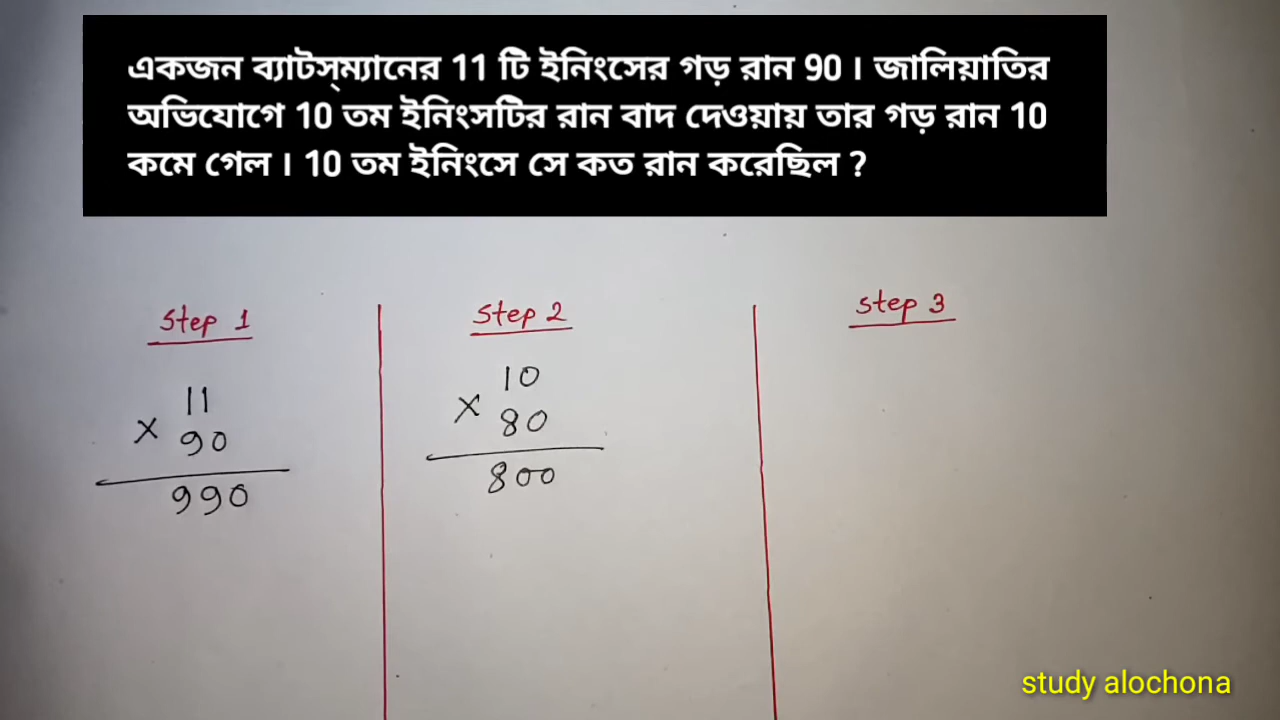 একজন ব্যাটস্‌ম্যানের 11 টি ইনিংসের গড় রান 90 । জালিয়াতির
অভিযোগে 10 তম ইনিংসটির রান বাদ দেওয়ায় তার গড় রান 10
কমে গেল । 10 তম ইনিংসে সে কত রান করেছিল ?
Step 1
11
× 90
990
Step 2
10
× 80
800
Step 3
study alochona